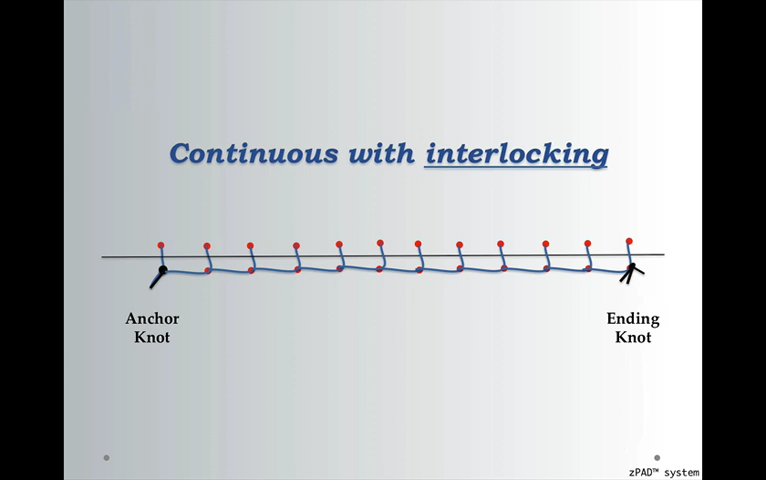 Continuous with interlocking
Anchor
Knot
Ending
Knot
zPAD™ system